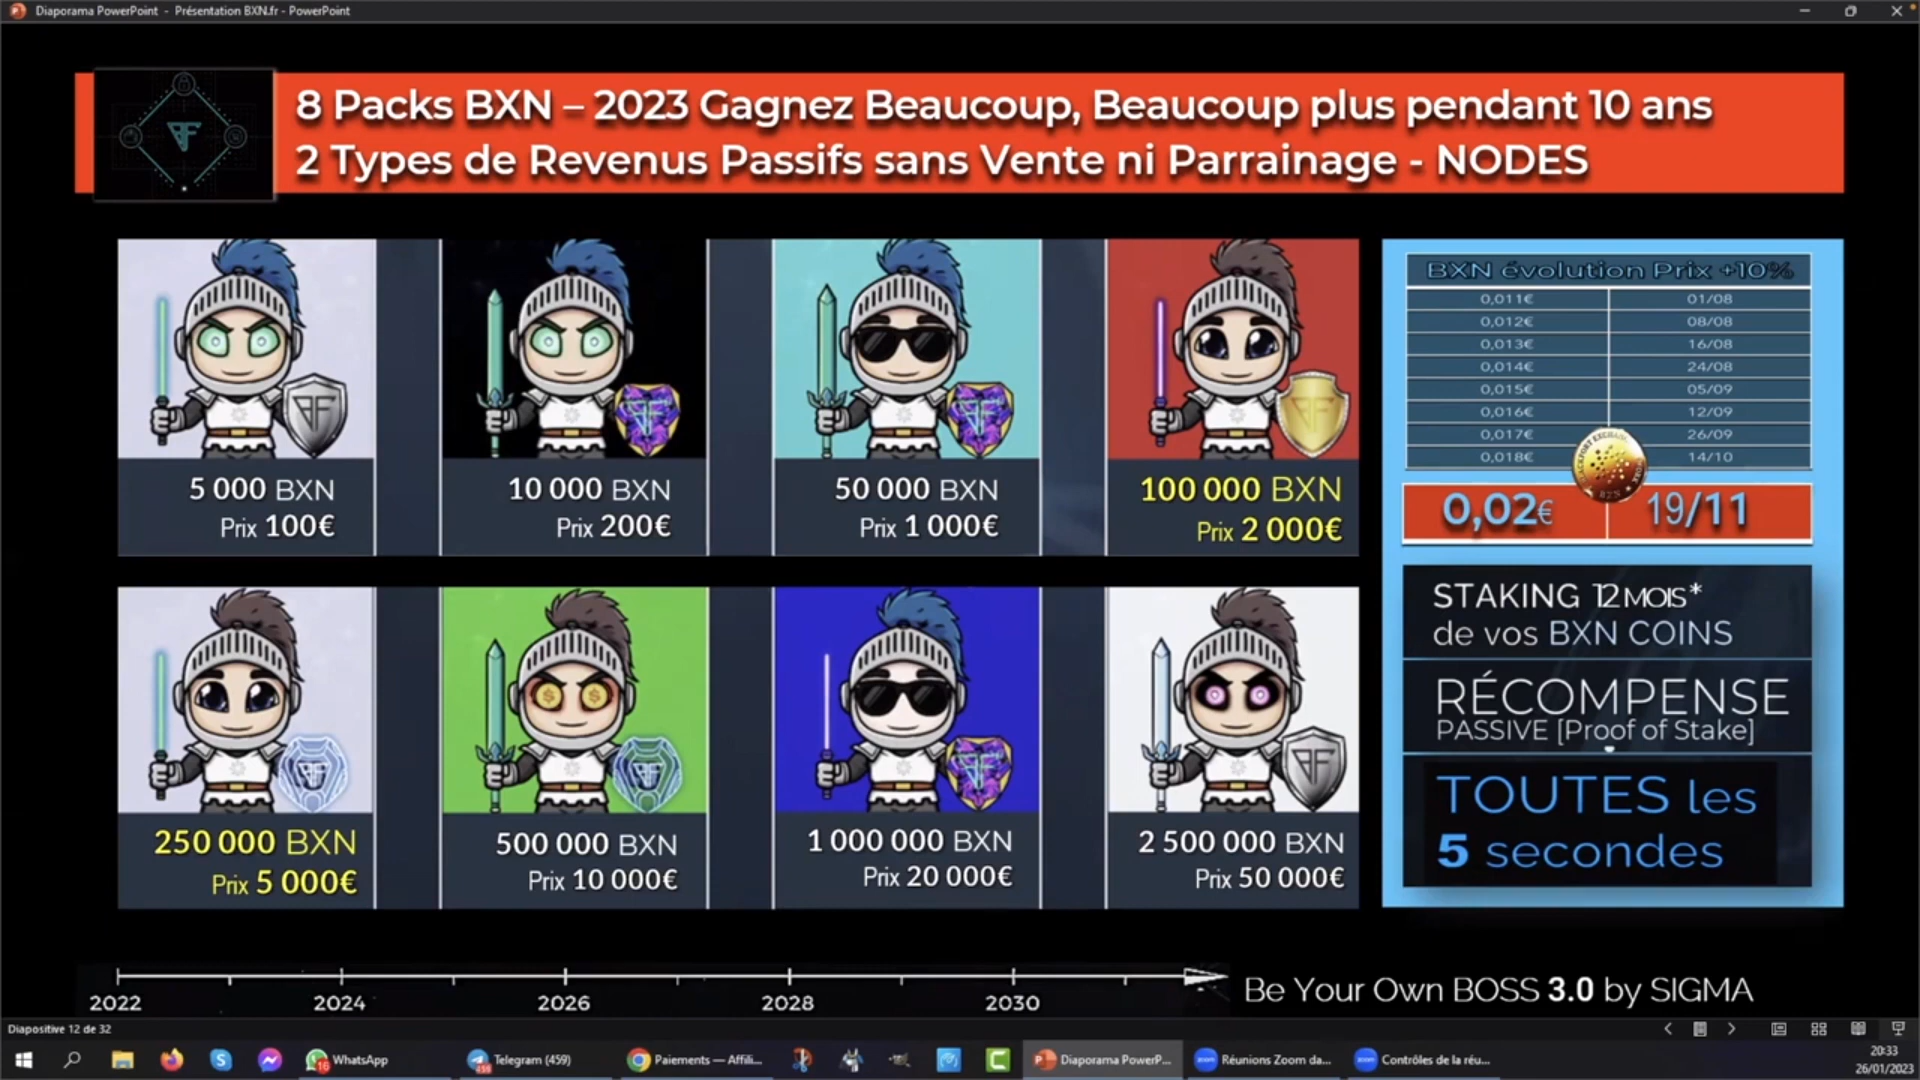 Diaporama PowerPoint - Présentation BXN.fr - PowerPoint
8 Packs BXN – 2023 Gagnez Beaucoup, Beaucoup plus pendant 10 ans
2 Types de Revenus Passifs sans Vente ni Parrainage - NODES
5 000 BXN
Prix 100€
10 000 BXN
Prix 200€
50 000 BXN
Prix 1 000€
100 000 BXN
Prix 2 000€
250 000 BXN
Prix 5 000€
500 000 BXN
Prix 10 000€
1 000 000 BXN
Prix 20 000€
2 500 000 BXN
Prix 50 000€
BXN évolution Prix +10%
0,011€ 01/08
0,012€ 08/08
0,013€ 16/08
0,014€ 24/08
0,015€ 05/09
0,016€ 12/09
0,017€ 26/09
0,018€ 14/10
0,02€ 19/11
STAKING 12 MOIS*
de vos BXN COINS
RÉCOMPENSE
PASSIVE [Proof of Stake]
TOUTES les
5 secondes
2022 2024 2026 2028 2030
Be Your Own BOSS 3.0 by SIGMA
Diapositive 12 de 32
WhatsApp
Telegram (459)
Paiements — Affili...
Diaporama PowerP...
Réunions Zoom da...
Contrôles de la réu...
20:33
26/01/2023